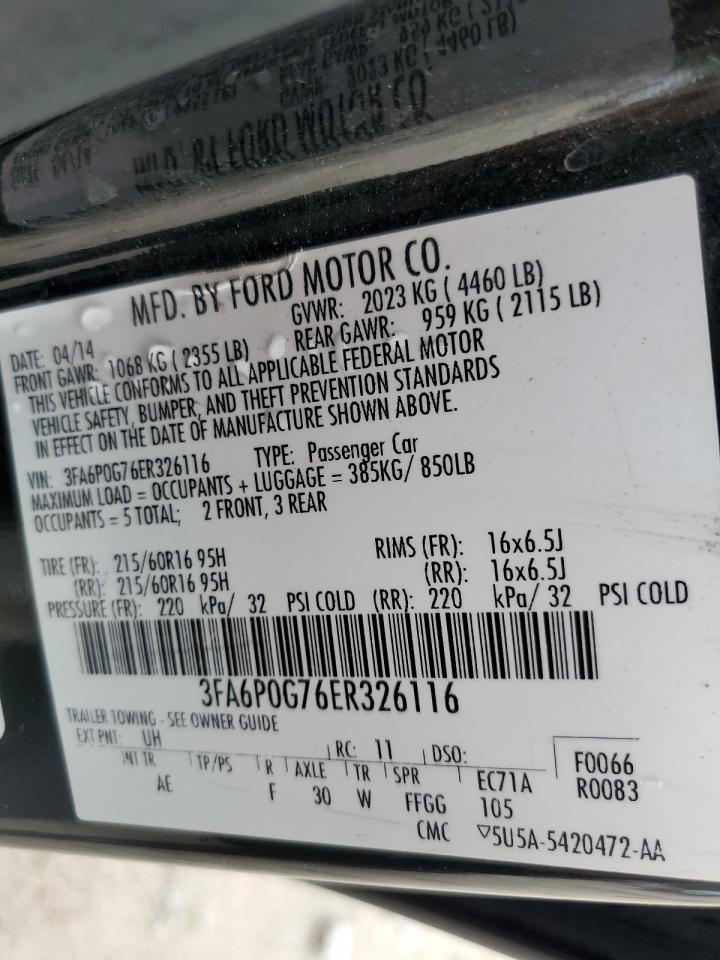 MFD. BY FORD MOTOR CO.
DATE: 04/14 GVWR: 2023 KG ( 4460 LB)
FRONT GAWR: 1068 KG ( 2355 LB) REAR GAWR: 959 KG ( 2115 LB)
THIS VEHICLE CONFORMS TO ALL APPLICABLE FEDERAL MOTOR
VEHICLE SAFETY, BUMPER, AND THEFT PREVENTION STANDARDS
IN EFFECT ON THE DATE OF MANUFACTURE SHOWN ABOVE.
VIN: 3FA6P0G76ER326116 TYPE: Passenger Car
MAXIMUM LOAD = OCCUPANTS + LUGGAGE = 385KG/ 850LB
OCCUPANTS = 5 TOTAL; 2 FRONT, 3 REAR
TIRE (FR): 215/60R16 95H RIMS (FR): 16x6.5J
(RR): 215/60R16 95H (RR): 16x6.5J
PRESSURE (FR): 220 kPa/ 32 PSI COLD (RR): 220 kPa/ 32 PSI COLD
3FA6P0G76ER326116
TRAILER TOWING - SEE OWNER GUIDE
EXT PNT: UH RC: 11 DSO: F0066
INT TR TP/PS R AXLE TR SPR EC71A R0083
AE F 30 W FFGG 105
CMC ▽5U5A-5420472-AA